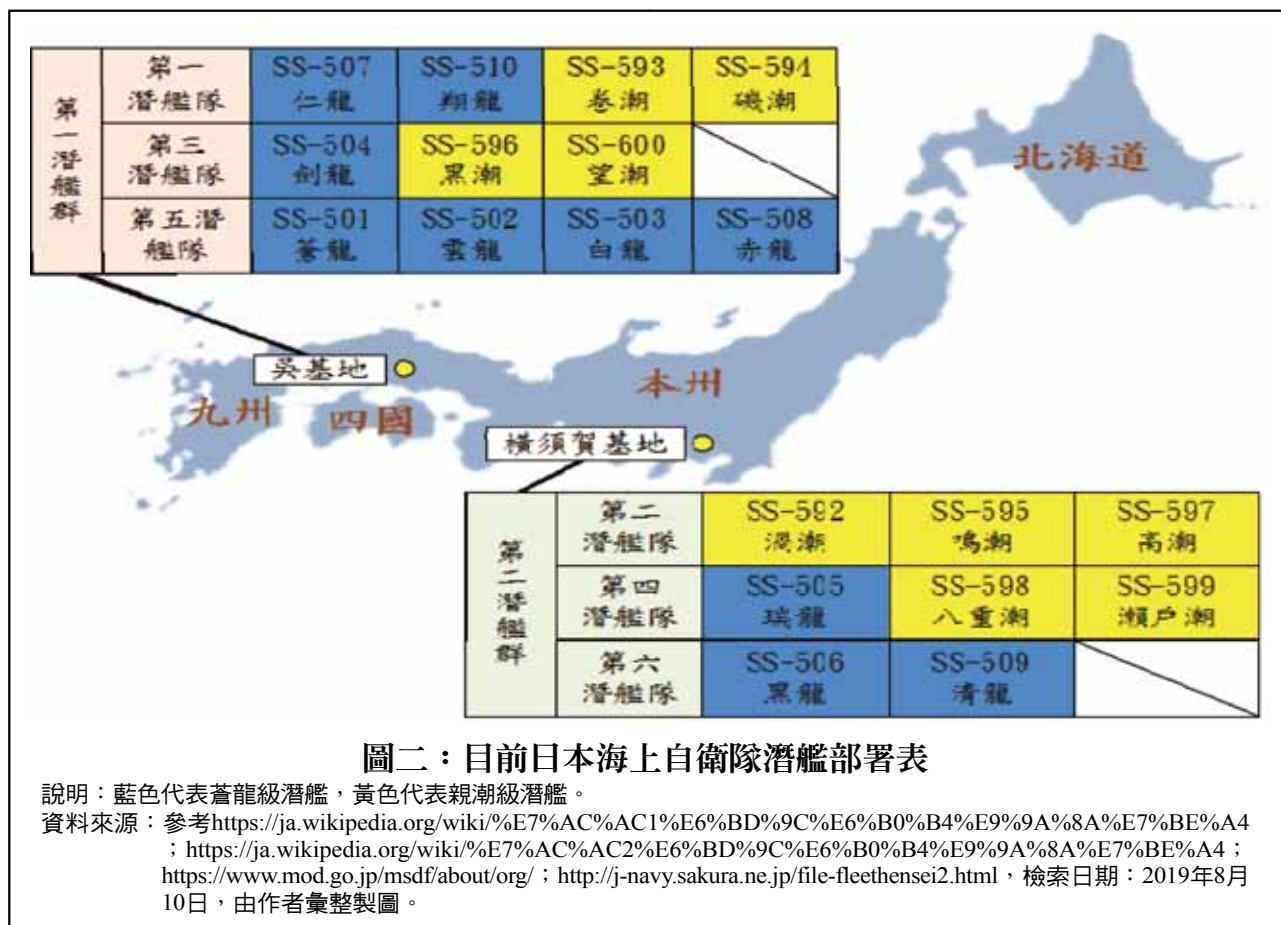 第一潛艦群
第一
潛艦隊
SS-507
仁龍
SS-510
翔龍
SS-593
卷潮
SS-594
磯潮
第三
潛艦隊
SS-504
劍龍
SS-596
黑潮
SS-600
望潮
第五潛
艦隊
SS-501
蒼龍
SS-502
雲龍
SS-503
白龍
SS-508
赤龍
北海道
吳基地
本州
九州
四國
橫須賀基地
第二潛艦群
第二
潛艦隊
SS-592
渦潮
SS-595
鳴潮
SS-597
高潮
第四
潛艦隊
SS-505
瑞龍
SS-598
八重潮
SS-599
瀨戶潮
第六
潛艦隊
SS-506
黑龍
SS-509
清龍
圖二：目前日本海上自衛隊潛艦部署表
說明：藍色代表蒼龍級潛艦，黃色代表親潮級潛艦。
資料來源：參考https://ja.wikipedia.org/wiki/%E7%AC%AC1%E6%BD%9C%E6%B0%B4%E9%9A%8A%E7%BE%A4
；https://ja.wikipedia.org/wiki/%E7%AC%AC2%E6%BD%9C%E6%B0%B4%E9%9A%8A%E7%BE%A4；
https://www.mod.go.jp/msdf/about/org/；http://j-navy.sakura.ne.jp/file-fleethensei2.html，檢索日期：2019年8月
10日，由作者彙整製圖。